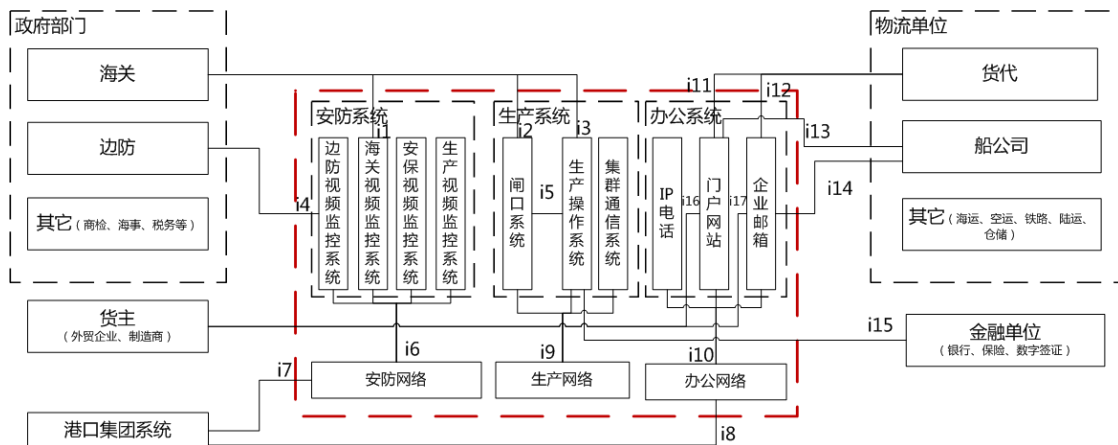 政府部门
物流单位
海关
货代
i11
i12
安防系统
生产系统
办公系统
i1
i2
i3
i13
边防
船公司
边防视频监控系统
海关视频监控系统
安保视频监控系统
生产视频监控系统
闸口系统
i5
生产操作系统
集群通信系统
IP电话
i16
门户网站
i17
企业邮箱
i14
i4
其它(商检、海事、税务等)
其它(海运、空运、铁路、陆运、
仓储)
货主
(外贸企业、制造商)
i15
金融单位
(银行、保险、数字签证)
i6
i9
i10
i7
安防网络
生产网络
办公网络
港口集团系统
i8